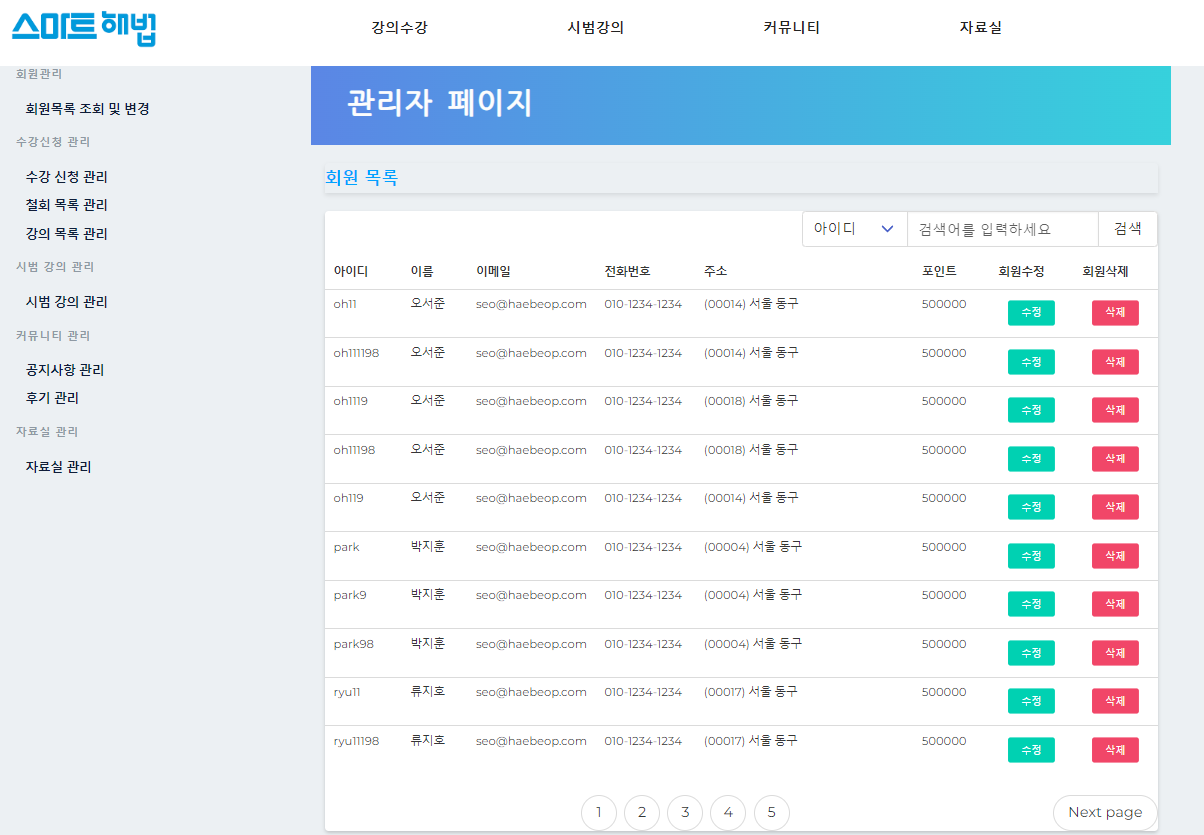 스마트해법
강의수강 시범강의 커뮤니티 자료실
회원관리
회원목록 조회 및 변경
수강신청 관리
수강 신청 관리
철회 목록 관리
강의 목록 관리
시범 강의 관리
시범 강의 관리
커뮤니티 관리
공지사항 관리
후기 관리
자료실 관리
자료실 관리
관리자 페이지
회원 목록
아이디 검색어를 입력하세요 검색
아이디 이름 이메일 전화번호 주소 포인트 회원수정 회원삭제
oh11 오서준 seo@haebeop.com 010-1234-1234 (00014) 서울 동구 500000 수정 삭제
oh111198 오서준 seo@haebeop.com 010-1234-1234 (00014) 서울 동구 500000 수정 삭제
oh1119 오서준 seo@haebeop.com 010-1234-1234 (00018) 서울 동구 500000 수정 삭제
oh11198 오서준 seo@haebeop.com 010-1234-1234 (00018) 서울 동구 500000 수정 삭제
oh119 오서준 seo@haebeop.com 010-1234-1234 (00014) 서울 동구 500000 수정 삭제
park 박지훈 seo@haebeop.com 010-1234-1234 (00004) 서울 동구 500000 수정 삭제
park9 박지훈 seo@haebeop.com 010-1234-1234 (00004) 서울 동구 500000 수정 삭제
park98 박지훈 seo@haebeop.com 010-1234-1234 (00004) 서울 동구 500000 수정 삭제
ryu11 류지호 seo@haebeop.com 010-1234-1234 (00017) 서울 동구 500000 수정 삭제
ryu11198 류지호 seo@haebeop.com 010-1234-1234 (00017) 서울 동구 500000 수정 삭제
1 2 3 4 5 Next page